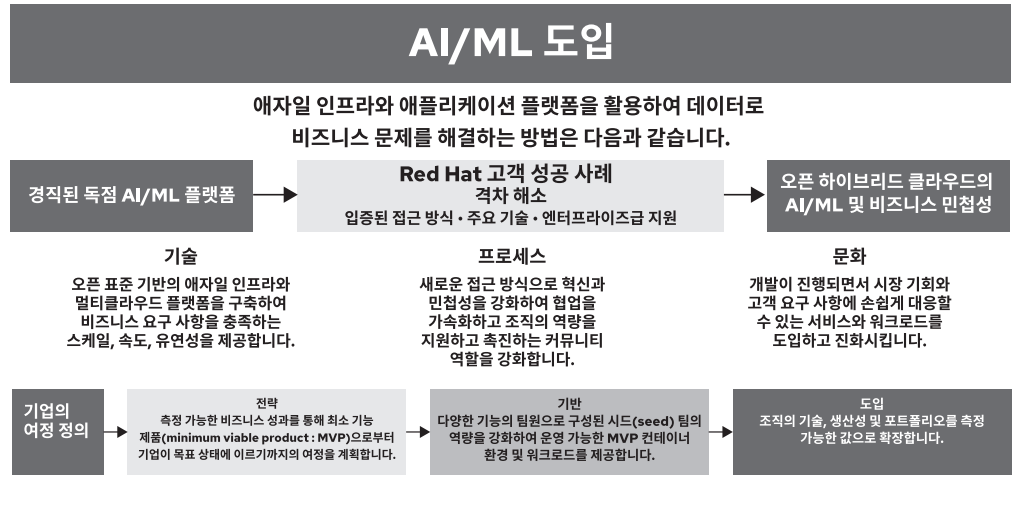 AI/ML 도입
애자일 인프라와 애플리케이션 플랫폼을 활용하여 데이터로
비즈니스 문제를 해결하는 방법은 다음과 같습니다.
경직된 독점 AI/ML 플랫폼
Red Hat 고객 성공 사례
격차 해소
입증된 접근 방식 • 주요 기술 • 엔터프라이즈급 지원
오픈 하이브리드 클라우드의
AI/ML 및 비즈니스 민첩성
기술
오픈 표준 기반의 애자일 인프라와
멀티클라우드 플랫폼을 구축하여
비즈니스 요구 사항을 충족하는
스케일, 속도, 유연성을 제공합니다.
프로세스
새로운 접근 방식으로 혁신과
민첩성을 강화하여 협업을
가속화하고 조직의 역량을
지원하고 촉진하는 커뮤니티
역할을 강화합니다.
문화
개발이 진행되면서 시장 기회와
고객 요구 사항에 손쉽게 대응할
수 있는 서비스와 워크로드를
도입하고 진화시킵니다.
기업의
여정 정의
전략
측정 가능한 비즈니스 성과를 통해 최소 기능
제품(minimum viable product : MVP)으로부터
기업이 목표 상태에 이르기까지의 여정을 계획합니다.
기반
다양한 기능의 팀원으로 구성된 시드(seed) 팀의
역량을 강화하여 운영 가능한 MVP 컨테이너
환경 및 워크로드를 제공합니다.
도입
조직의 기술, 생산성 및 포트폴리오를 측정
가능한 값으로 확장합니다.